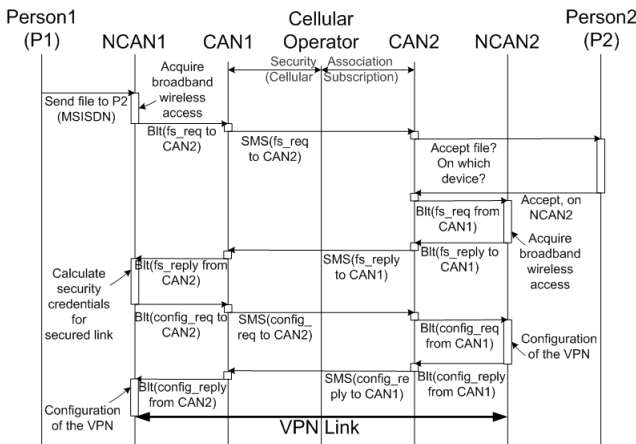 Person1
(P1)
NCAN1
CAN1
Cellular
Operator
CAN2
NCAN2
Person2
(P2)
Security
(Cellular
Association
Subscription)
Acquire
broadband
wireless
access
Send file to P2
(MSISDN)
Blt(fs_req to
CAN2)
SMS(fs_req
to CAN2)
Accept file?
On which
device?
Accept, on
NCAN2
Blt(fs_req from
CAN1)
Acquire
broadband
wireless
access
Blt(fs_reply to
CAN1)
SMS(fs_reply
to CAN1)
Blt(fs_reply from
CAN2)
Calculate
security
credentials
for
secured link
Blt(config_req to
CAN2)
SMS(config_
req to CAN2)
Blt(config_req
from CAN1)
Configuration
of the VPN
Blt(config_reply
from CAN1)
SMS(config_re
ply to CAN1)
Blt(config_reply
from CAN2)
Configuration
of the VPN
VPN Link